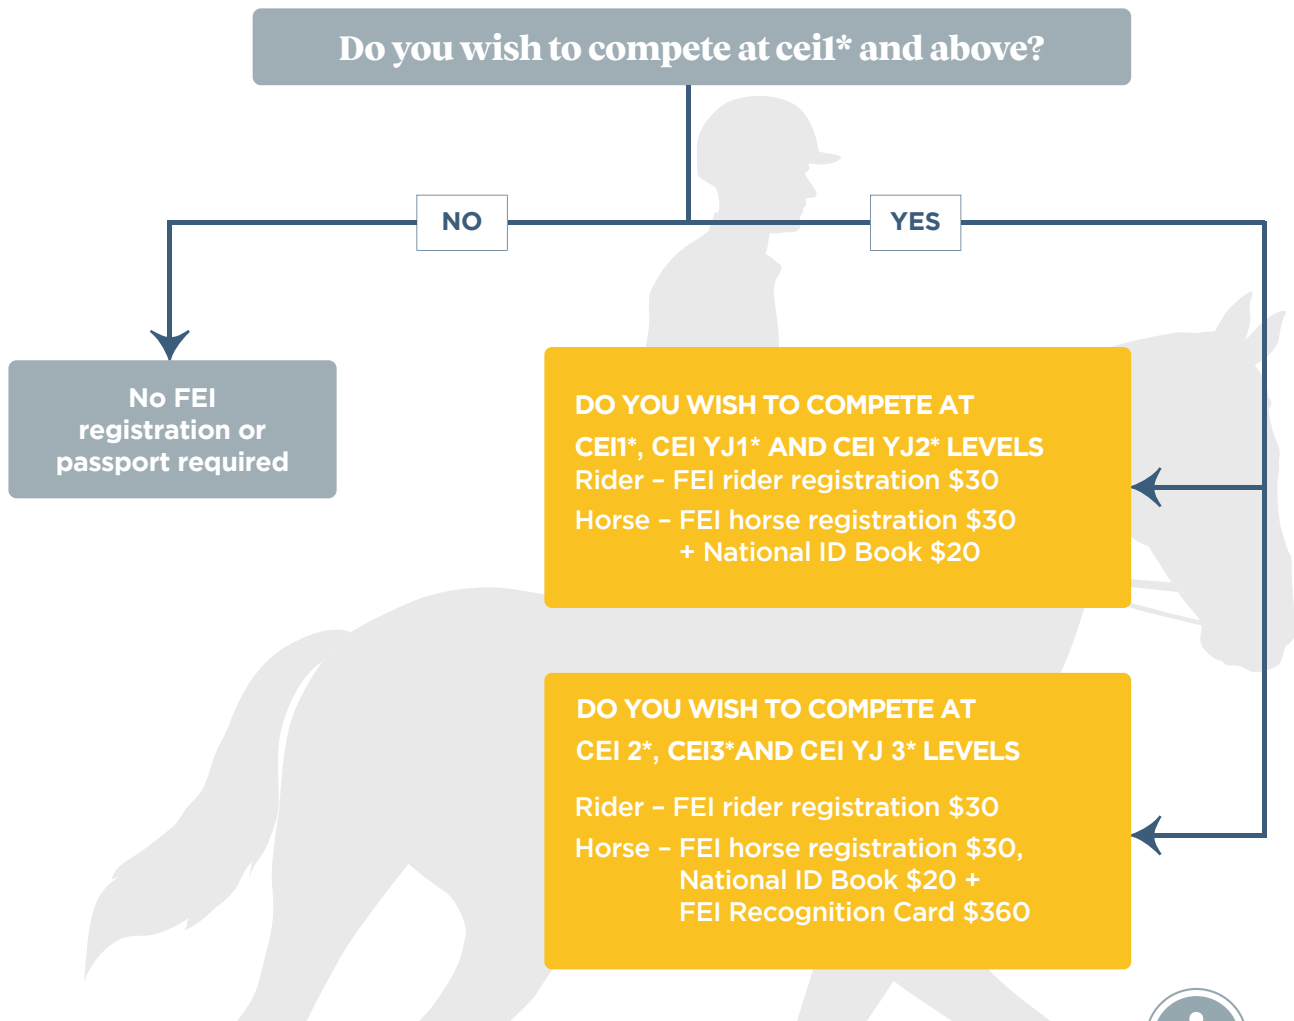 Do you wish to compete at cei1* and above?
NO
YES
No FEI
registration or
passport required
DO YOU WISH TO COMPETE AT
CEI1*, CEI YJ1* AND CEI YJ2* LEVELS
Rider – FEI rider registration $30
Horse – FEI horse registration $30
+ National ID Book $20
DO YOU WISH TO COMPETE AT
CEI 2*, CEI3*AND CEI YJ 3* LEVELS
Rider – FEI rider registration $30
Horse – FEI horse registration $30,
National ID Book $20 +
FEI Recognition Card $360